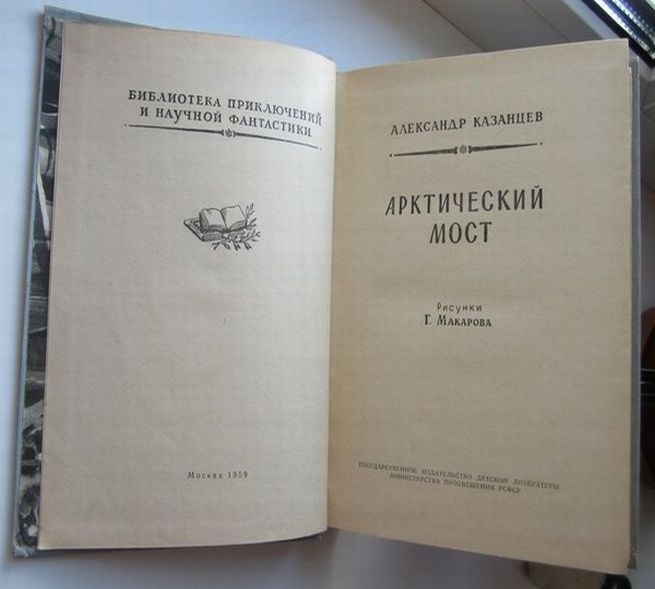 БИБЛИОТЕКА ПРИКЛЮЧЕНИЙ
И НАУЧНОЙ ФАНТАСТИКИ
Москва 1959
АЛЕКСАНДР КАЗАНЦЕВ
АРКТИЧЕСКИЙ
МОСТ
Рисунки
Г. МАКАРОВА
ГОСУДАРСТВЕННОЕ ИЗДАТЕЛЬСТВО ДЕТСКОЙ ЛИТЕРАТУРЫ
МИНИСТЕРСТВА ПРОСВЕЩЕНИЯ РСФСР